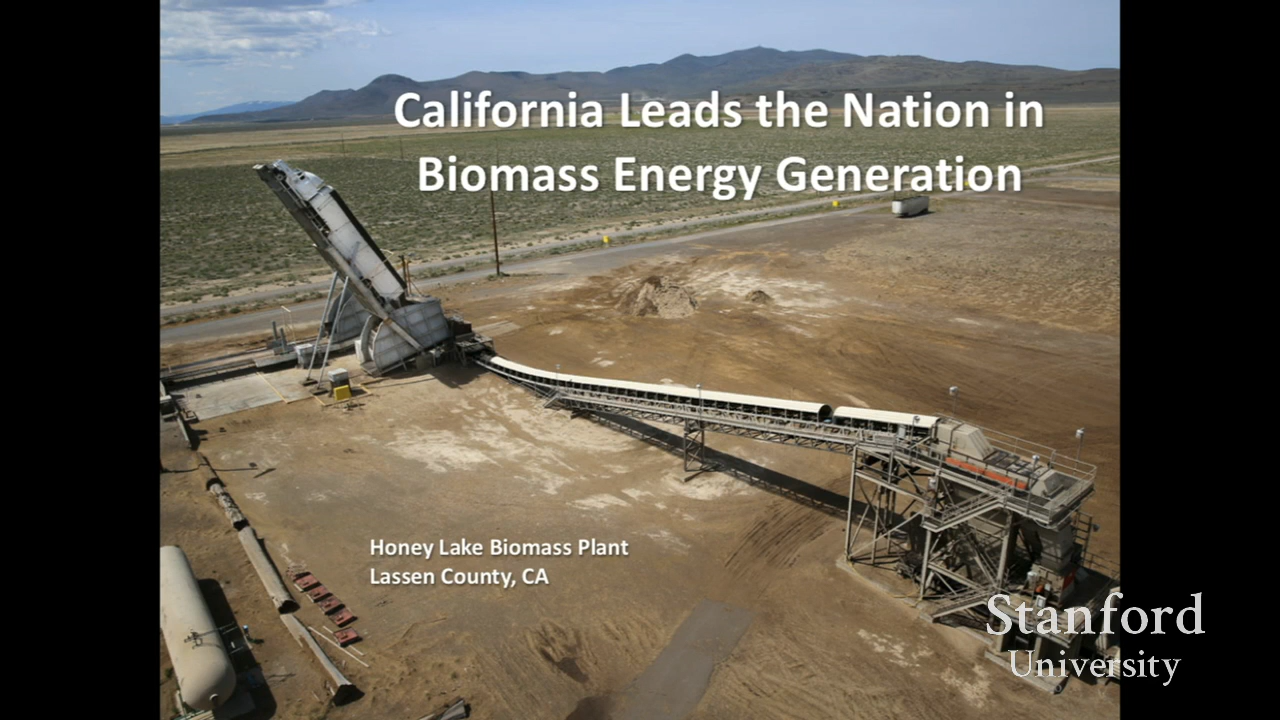 California Leads the Nation in
Biomass Energy Generation
Honey Lake Biomass Plant
Lassen County, CA
Stanford
University